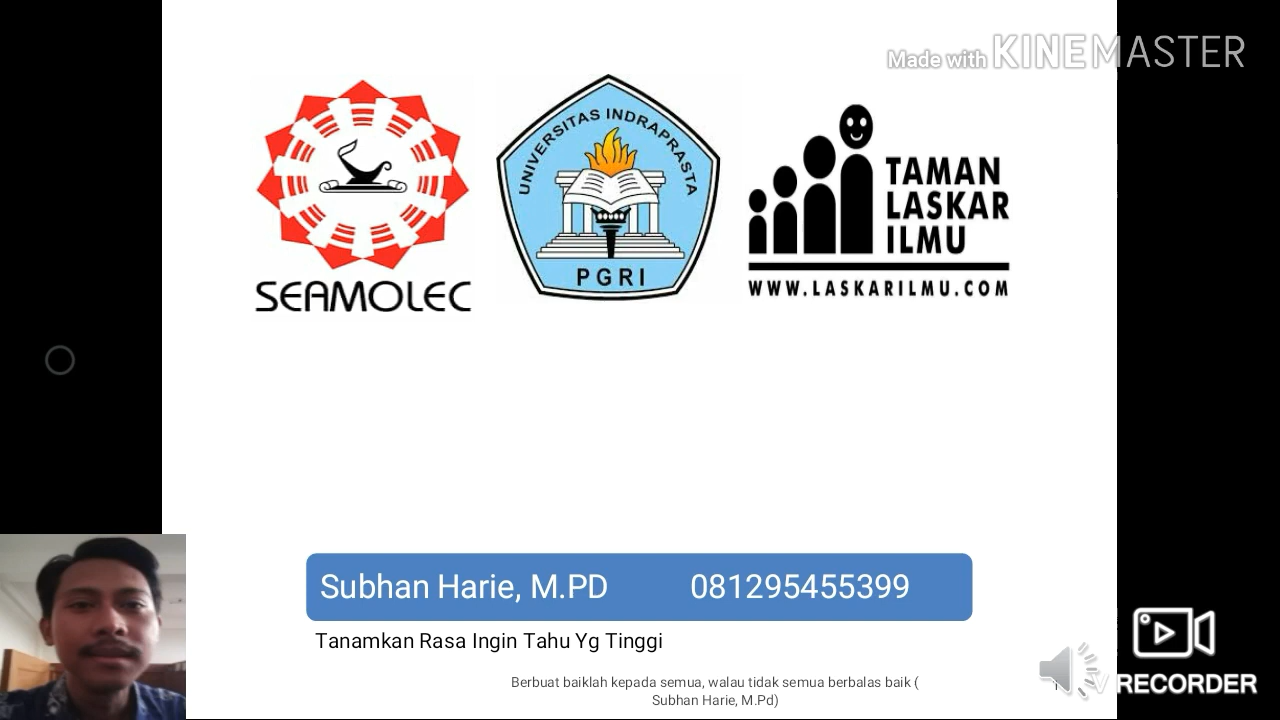 Made with KINEMASTER
UNIVERSITAS INDRAPRASTA
PGRI
SEAMOLEC
TAMAN
LASKAR
ILMU
WWW.LASKARILMU.COM
Subhan Harie, M.PD 081295455399
Tanamkan Rasa Ingin Tahu Yg Tinggi
Berbuat baiklah kepada semua, walau tidak semua berbalas baik (
Subhan Harie, M.Pd)
RECORDER